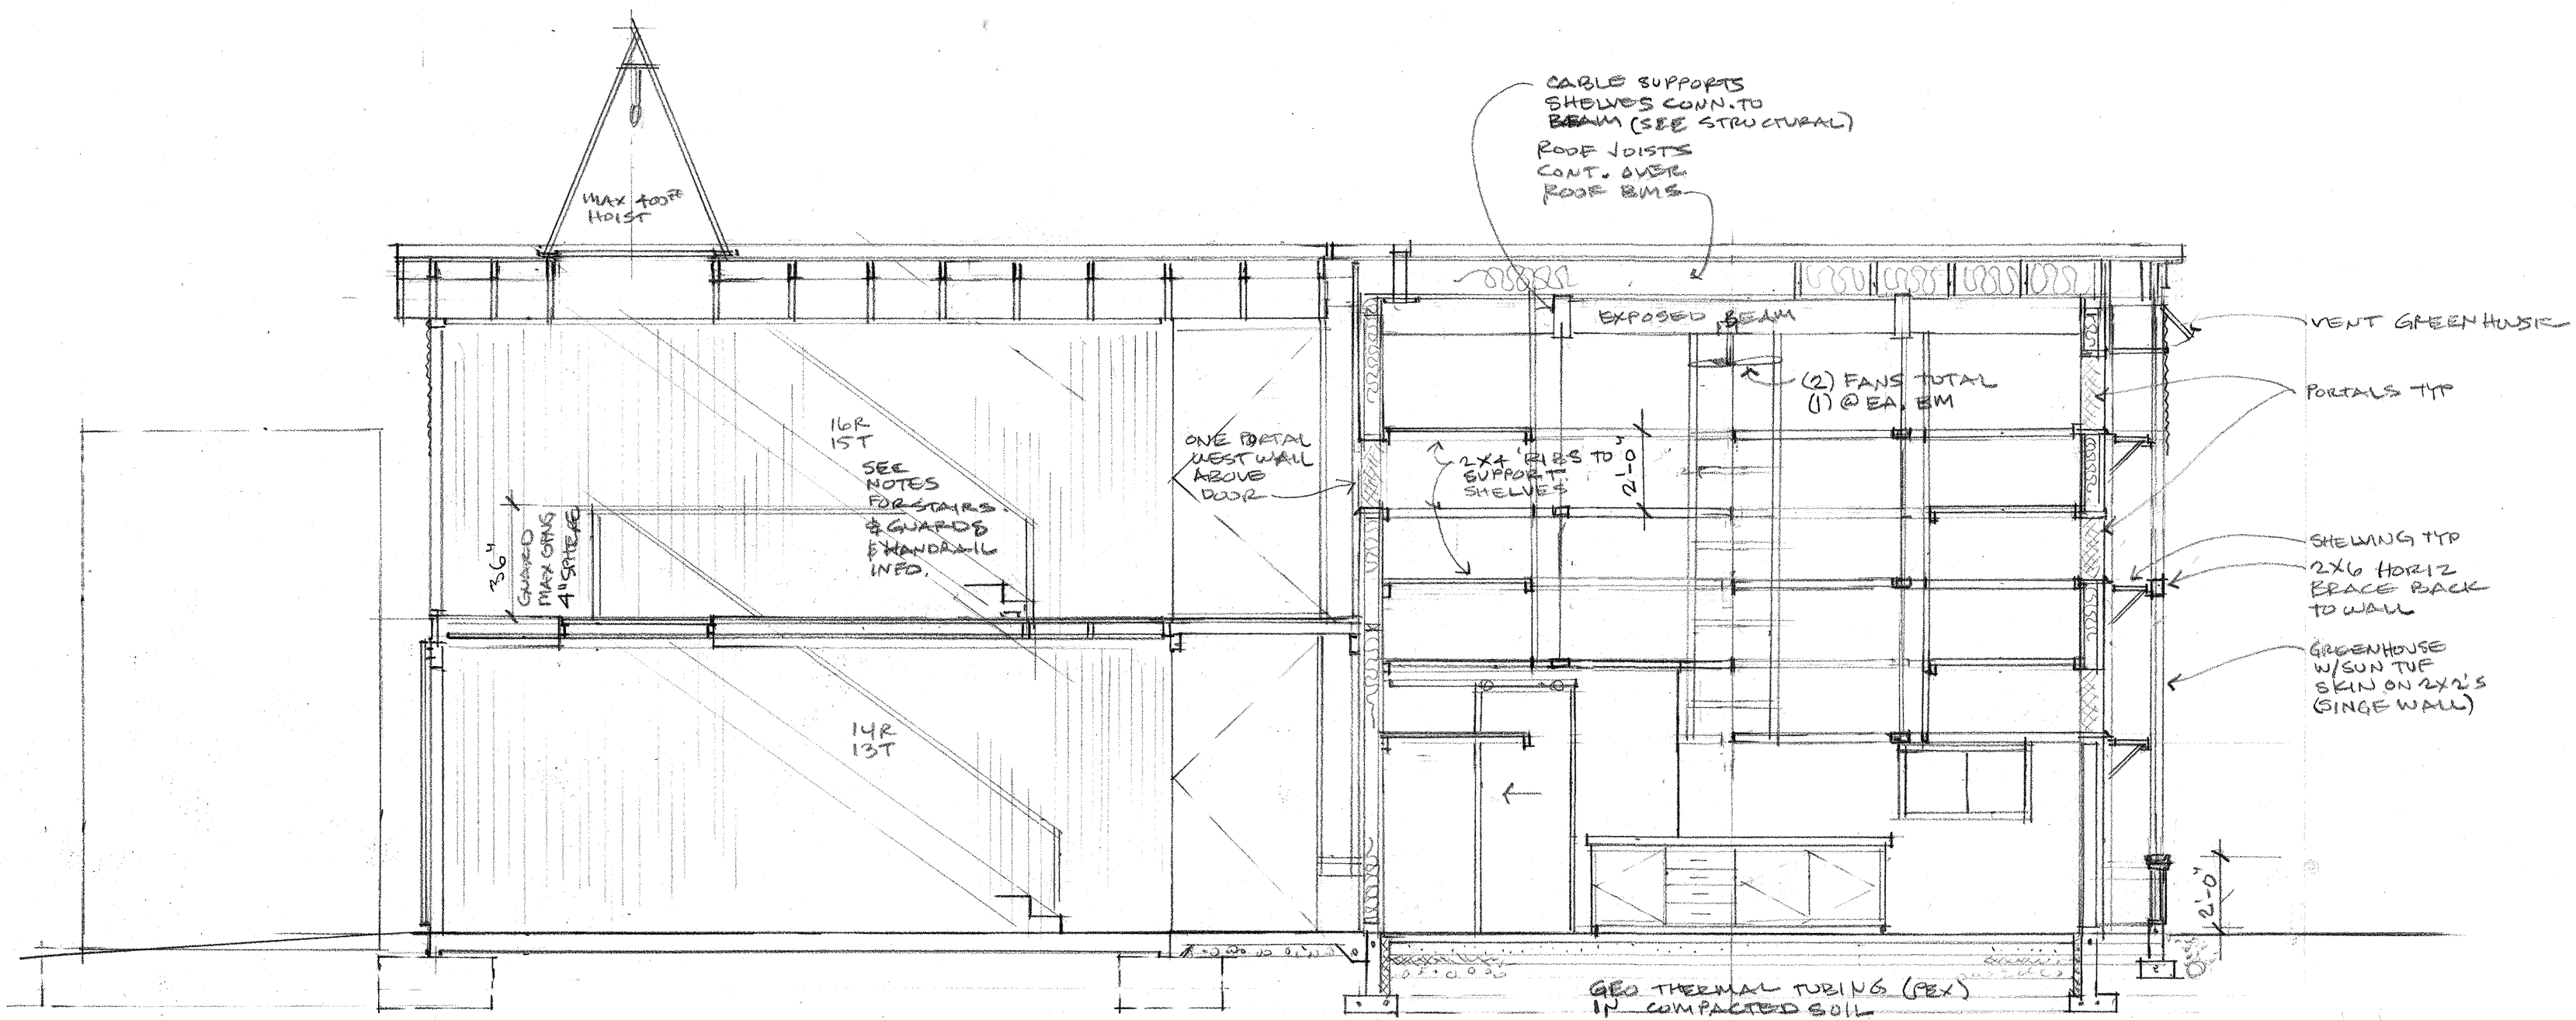 CABLE SUPPORTS
SHELVES CONN. TO
BEAM (SEE STRUCTURAL)
ROOF JOISTS
CONT. OVER
ROOF BMS
MAX 400#
HOIST
EXPOSED BEAM
VENT GREENHOUSE
(2) FANS TOTAL
(1) @ EA. BM
PORTALS TYP
16R
15T
SEE
NOTES
FOR STAIRS
& GUARDS
& HANDRAIL
INFO.
ONE PORTAL
WEST WALL
ABOVE
DOOR
2X4 RIBS TO
SUPPORT
SHELVES
2'-0"
36"
GUARD
MAX OPNG
4" SPHERE
SHELVING TYP
2X6 HORIZ
BRACE BACK
TO WALL
GREENHOUSE
W/SUN TUF
SKIN ON 2X2'S
(SINGE WALL)
14R
13T
2'-0"
GEO THERMAL TUBING (PEX)
IN COMPACTED SOIL